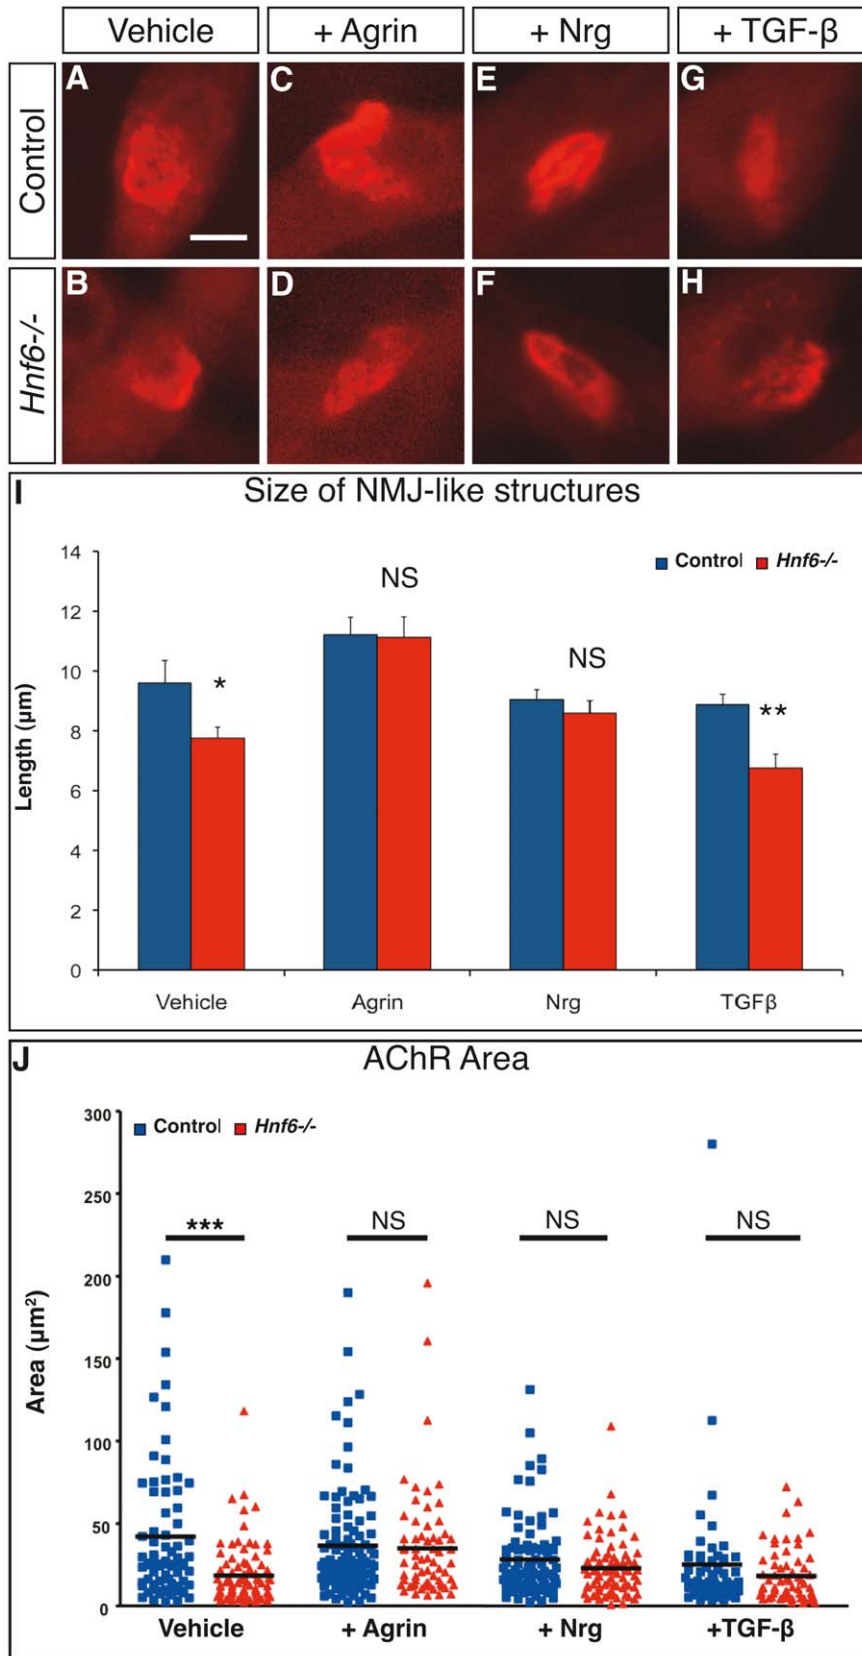 Vehicle
+ Agrin
+ Nrg
+ TGF-β
Control
A
C
E
G
Hnf6-/-
B
D
F
H
I
Size of NMJ-like structures
14
12
10
8
6
4
2
0
Length (µm)
Control
Hnf6-/-
*
NS
NS
**
Vehicle
Agrin
Nrg
TGFβ
J
AChR Area
300
250
200
150
100
50
0
Area (µm²)
Control
Hnf6-/-
***
NS
NS
NS
Vehicle
+ Agrin
+ Nrg
+TGF-β